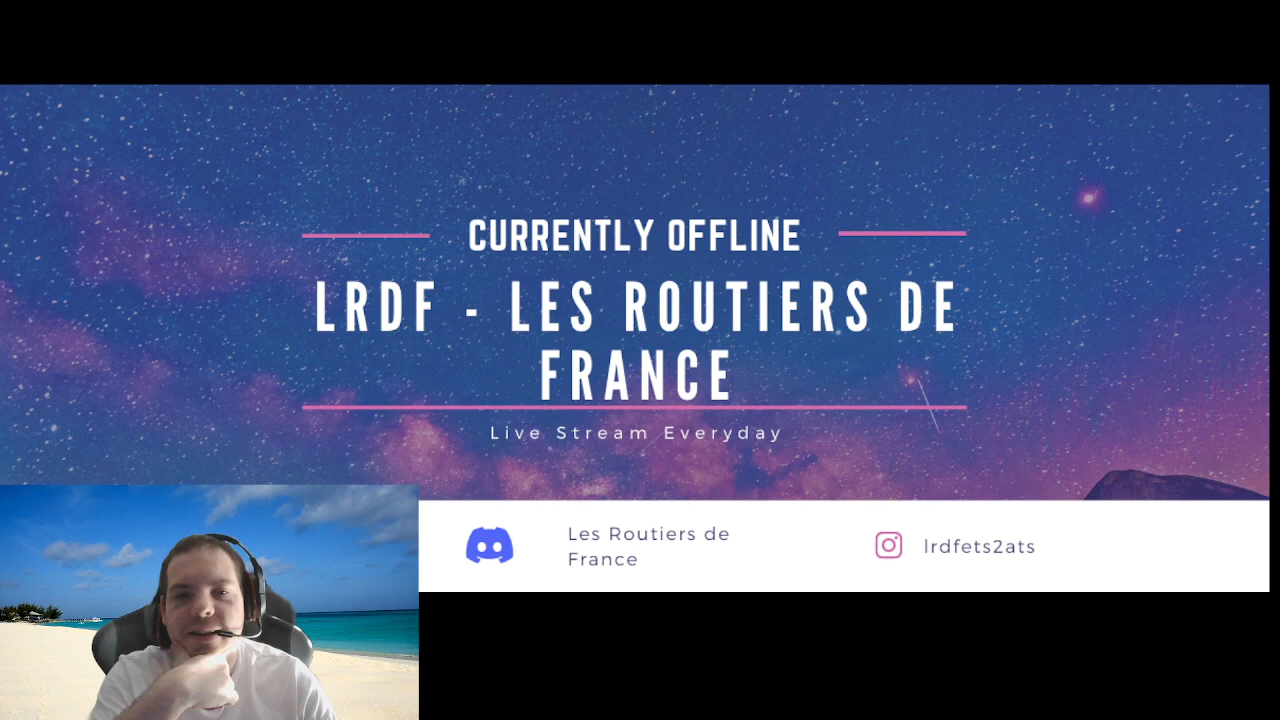 CURRENTLY OFFLINE
LRDF - LES ROUTIERS DE
FRANCE
Live Stream Everyday
Les Routiers de
France
lrdfets2ats